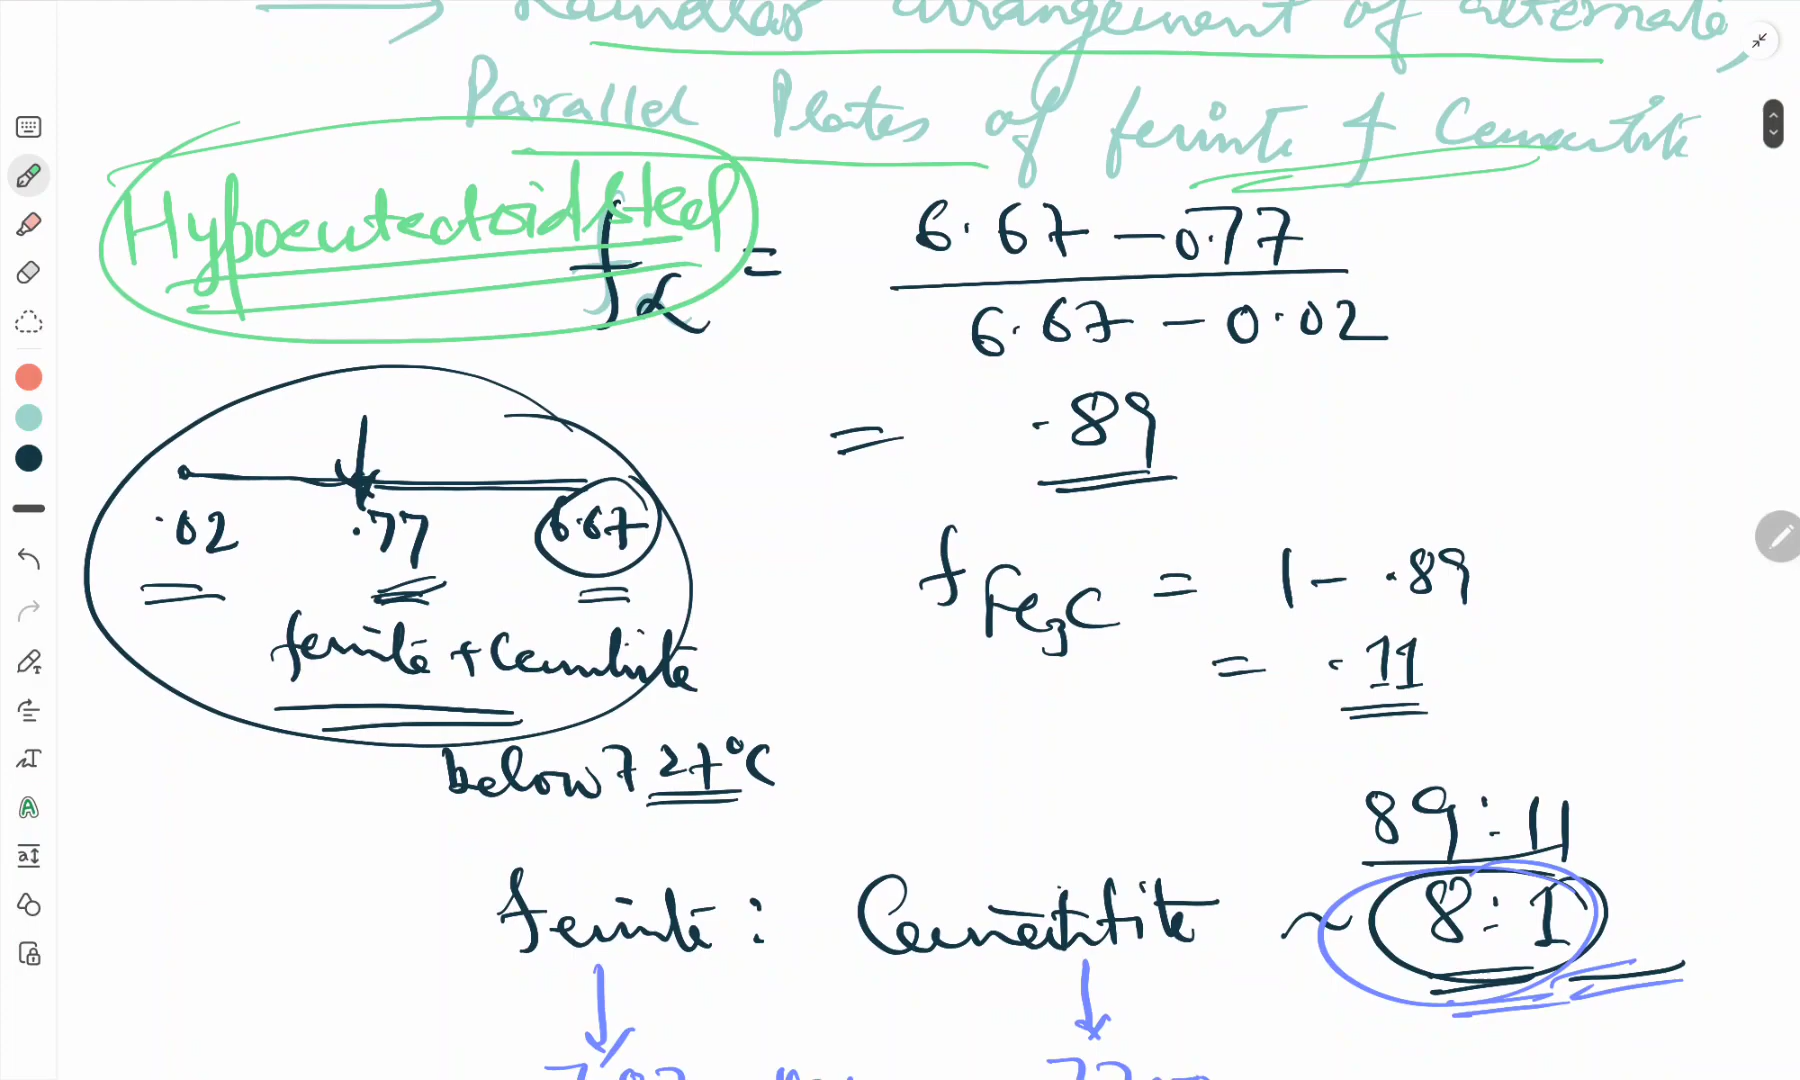 arrangement of alternate,
Parallel Plates of ferrite & Cementite
Hypoeutectoid steel
fα = 6.67 - 0.77
6.67 - 0.02
= .89
.02 .77 6.67
ferrite + Cementite
below 727°C
fFe3C = 1 - .89
= .11
89:11
ferrite : Cementite ~ 8:1